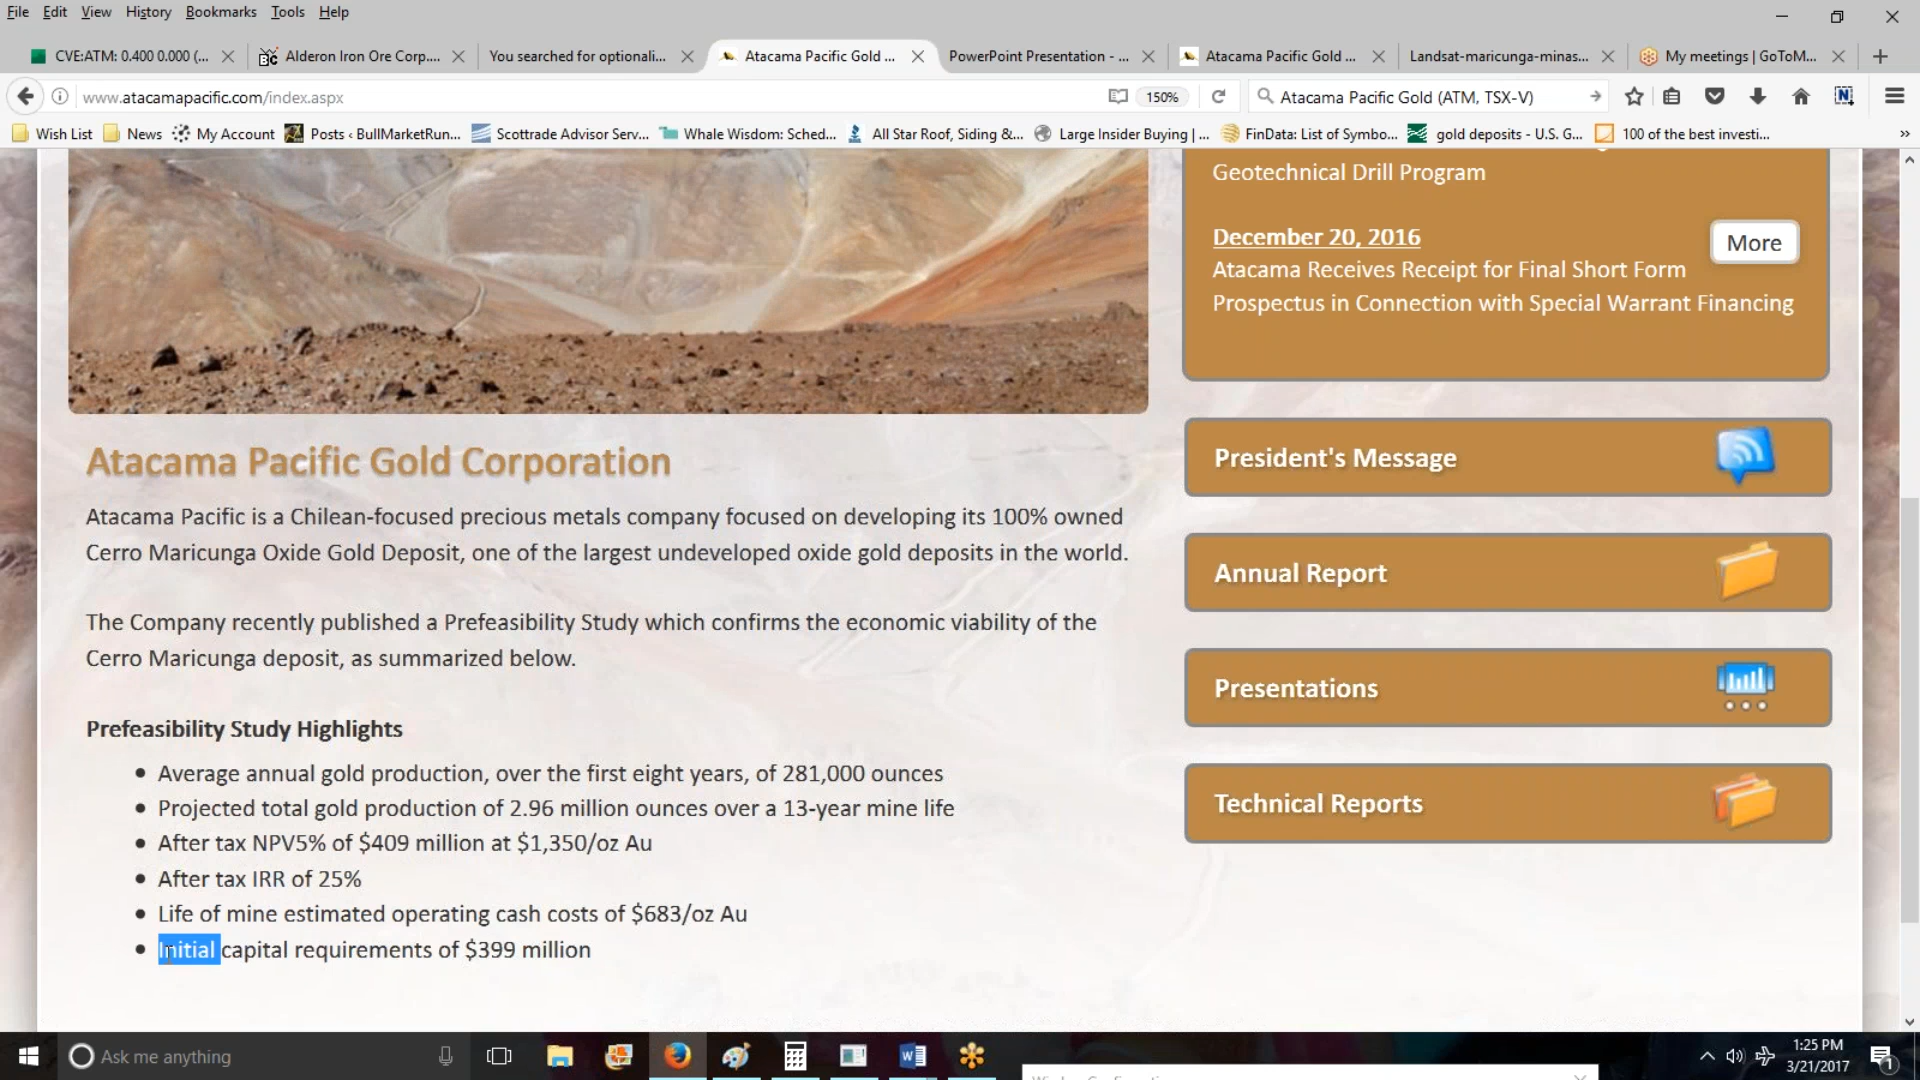 File Edit View History Bookmarks Tools Help
CVE:ATM: 0.400 0.000 (...
Alderon Iron Ore Corp....
You searched for optionali...
Atacama Pacific Gold ...
PowerPoint Presentation - ...
Atacama Pacific Gold ...
Landsat-maricunga-minas...
My meetings | GoToM...
www.atacamapacific.com/index.aspx
150%
Atacama Pacific Gold (ATM, TSX-V)
Wish List
News
My Account
Posts ‹ BullMarketRun...
Scottrade Advisor Serv...
Whale Wisdom: Sched...
All Star Roof, Siding &...
Large Insider Buying | ...
FinData: List of Symbo...
gold deposits - U.S. G...
100 of the best investi...
Geotechnical Drill Program
December 20, 2016
More
Atacama Receives Receipt for Final Short Form
Prospectus in Connection with Special Warrant Financing
Atacama Pacific Gold Corporation
Atacama Pacific is a Chilean-focused precious metals company focused on developing its 100% owned
Cerro Maricunga Oxide Gold Deposit, one of the largest undeveloped oxide gold deposits in the world.
The Company recently published a Prefeasibility Study which confirms the economic viability of the
Cerro Maricunga deposit, as summarized below.
Prefeasibility Study Highlights
• Average annual gold production, over the first eight years, of 281,000 ounces
• Projected total gold production of 2.96 million ounces over a 13-year mine life
• After tax NPV5% of $409 million at $1,350/oz Au
• After tax IRR of 25%
• Life of mine estimated operating cash costs of $683/oz Au
• Initial capital requirements of $399 million
President's Message
Annual Report
Presentations
Technical Reports
Ask me anything
1:25 PM
3/21/2017
1